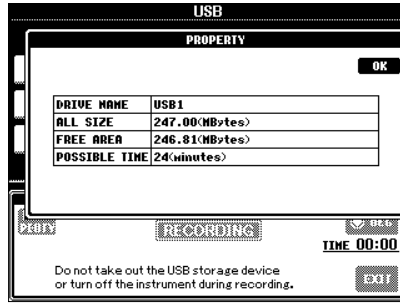 USB
PROPERTY
OK
DRIVE NAME USB1
ALL SIZE 247.00(MBytes)
FREE AREA 246.81(MBytes)
POSSIBLE TIME 24(minutes)
PERTY
RECORDING
REC
TIME 00:00
Do not take out the USB storage device
or turn off the instrument during recording.
EXIT